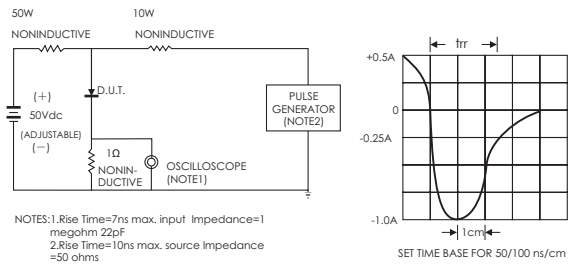 50W
NONINDUCTIVE
10W
NONINDUCTIVE
D.U.T.
(+)
50Vdc
(ADJUSTABLE)
(−)
1Ω
NONIN-
DUCTIVE
OSCILLOSCOPE
(NOTE1)
PULSE
GENERATOR
(NOTE2)
NOTES:1.Rise Time=7ns max. input Impedance=1
megohm 22pF
2.Rise Time=10ns max. source Impedance
=50 ohms
trr
+0.5A
0
-0.25A
-1.0A
1cm
SET TIME BASE FOR 50/100 ns/cm